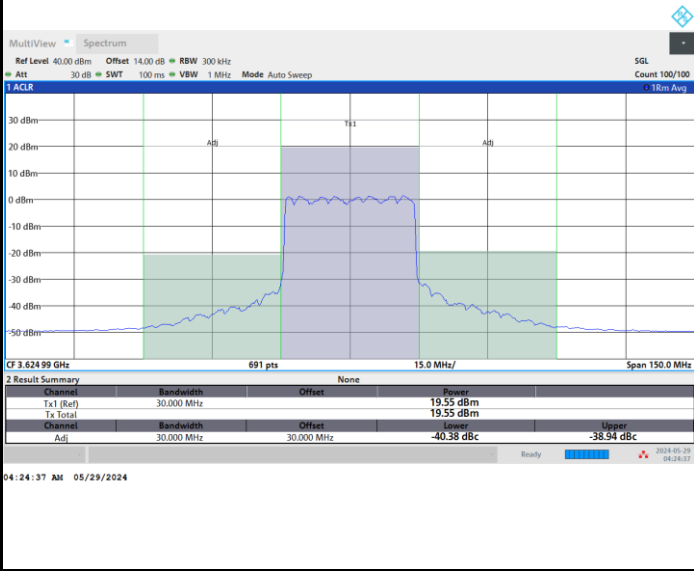 MultiView Spectrum
Ref Level 40.00 dBm Offset 14.00 dB RBW 300 kHz SGL
Att 30 dB SWT 100 ms VBW 1 MHz Mode Auto Sweep Count 100/100
1 ACLR 1Rm Avg
30 dBm
Tx1
20 dBm
Adj Adj
10 dBm
0 dBm
-10 dBm
-20 dBm
-30 dBm
-40 dBm
-50 dBm
CF 3.624 99 GHz 691 pts 15.0 MHz/ Span 150.0 MHz
2 Result Summary None
Channel Bandwidth Offset Power
Tx1 (Ref) 30.000 MHz 19.55 dBm
Tx Total 19.55 dBm
Channel Bandwidth Offset Lower Upper
Adj 30.000 MHz 30.000 MHz -40.38 dBc -38.94 dBc
Ready 2024-05-29
04:24:37
04:24:37 AM 05/29/2024